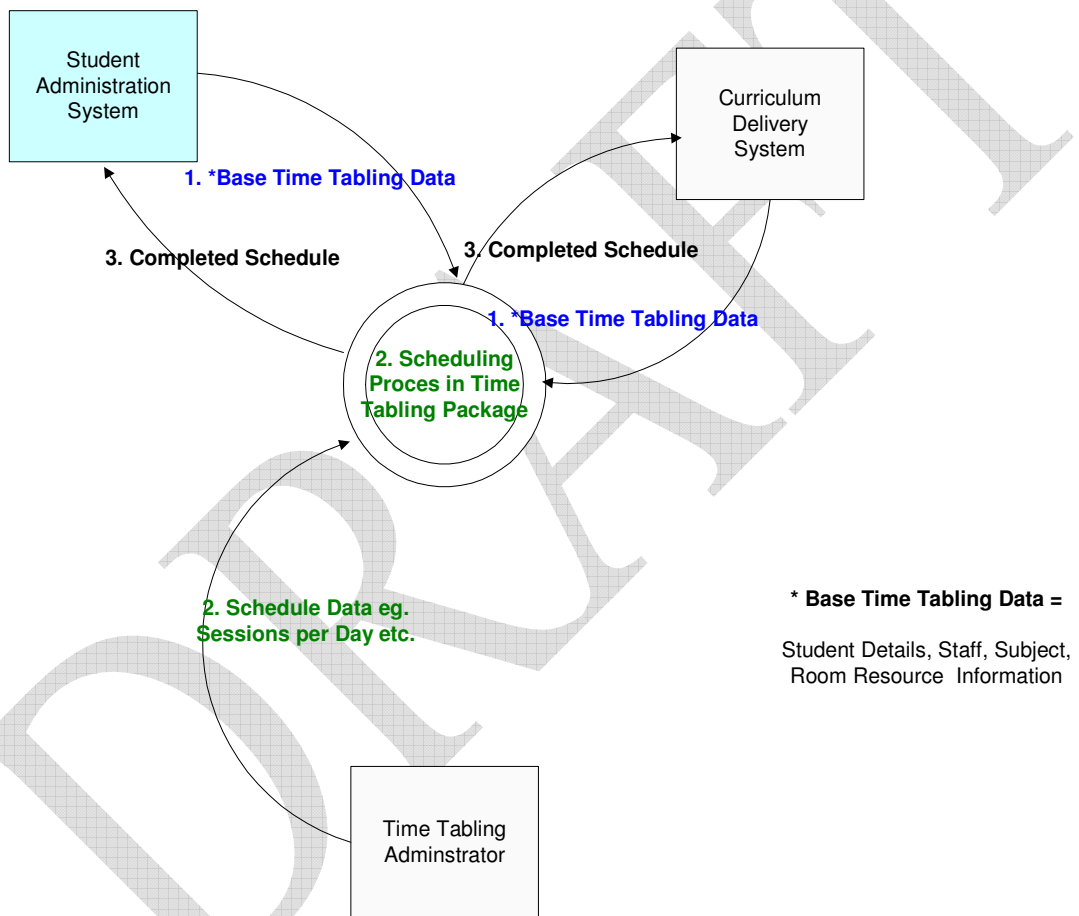 Student
Administration
System
Curriculum
Delivery
System
1. *Base Time Tabling Data
3. Completed Schedule
3. Completed Schedule
1. *Base Time Tabling Data
2. Scheduling
Proces in Time
Tabling Package
2. Schedule Data eg.
Sessions per Day etc.
* Base Time Tabling Data =
Student Details, Staff, Subject,
Room Resource  Information
Time Tabling
Adminstrator
DRAFT